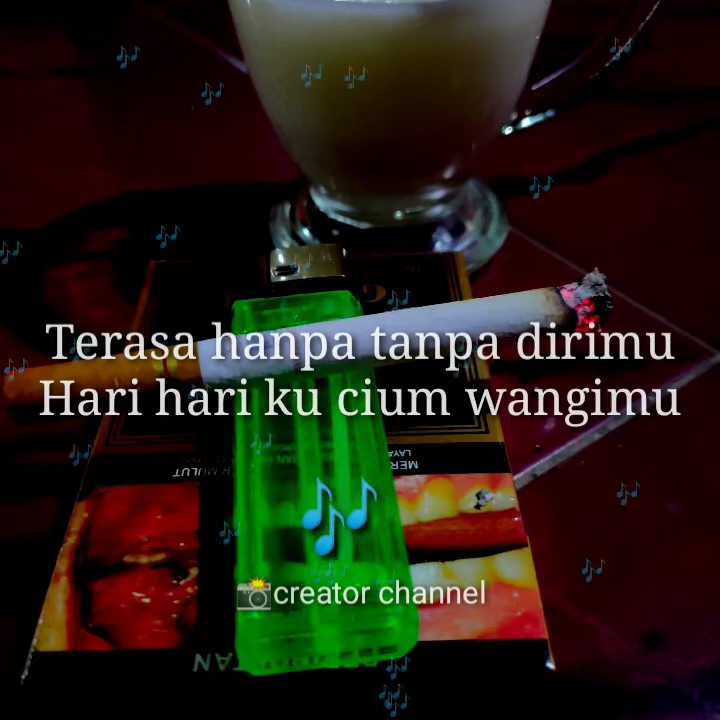 Terasa hanpa tanpa dirimu
Hari hari ku cium wangimu
creator channel